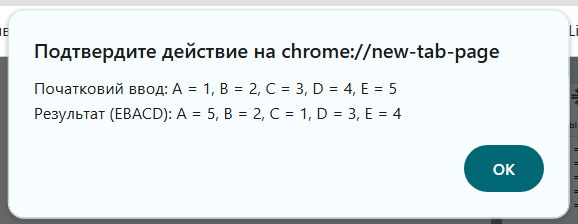 Подтвердите действие на chrome://new-tab-page
Початковий ввод: A = 1, B = 2, C = 3, D = 4, E = 5
Результат (EBACD): A = 5, B = 2, C = 1, D = 3, E = 4
ОК